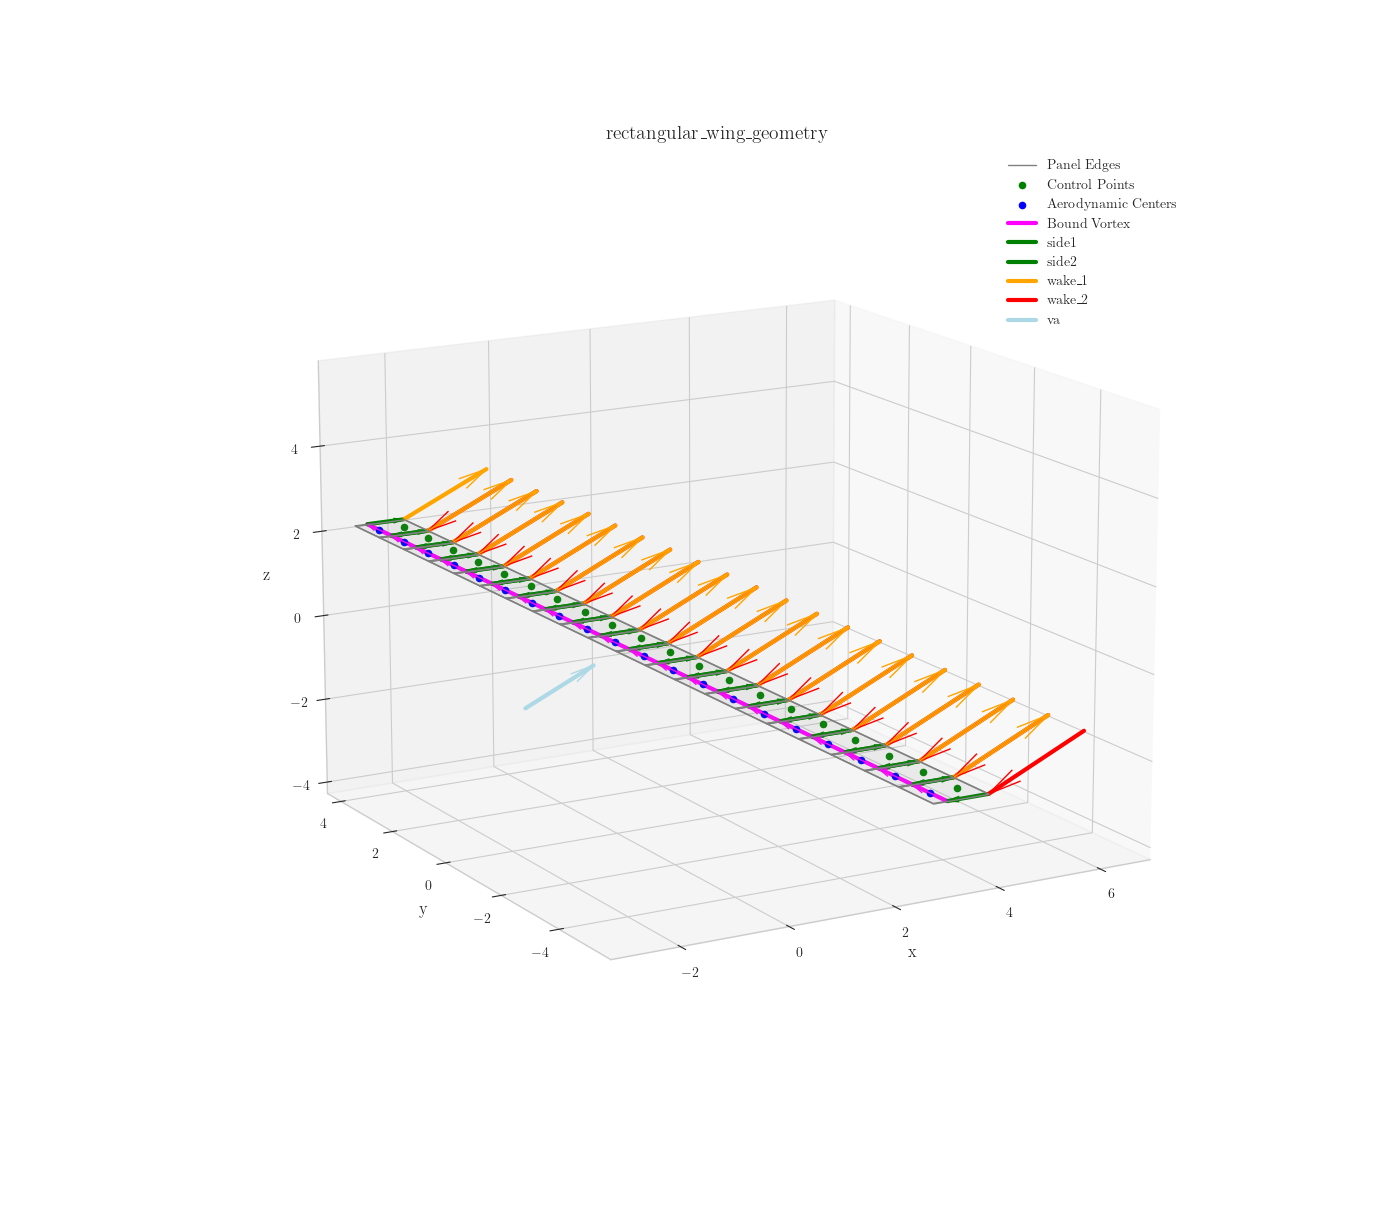 rectangular_wing_geometry
Panel Edges
Control Points
Aerodynamic Centers
Bound Vortex
side1
side2
wake_1
wake_2
va
4
2
z
0
−2
−4
4
2
0
y
−2
−4
−2
0
2
x
4
6